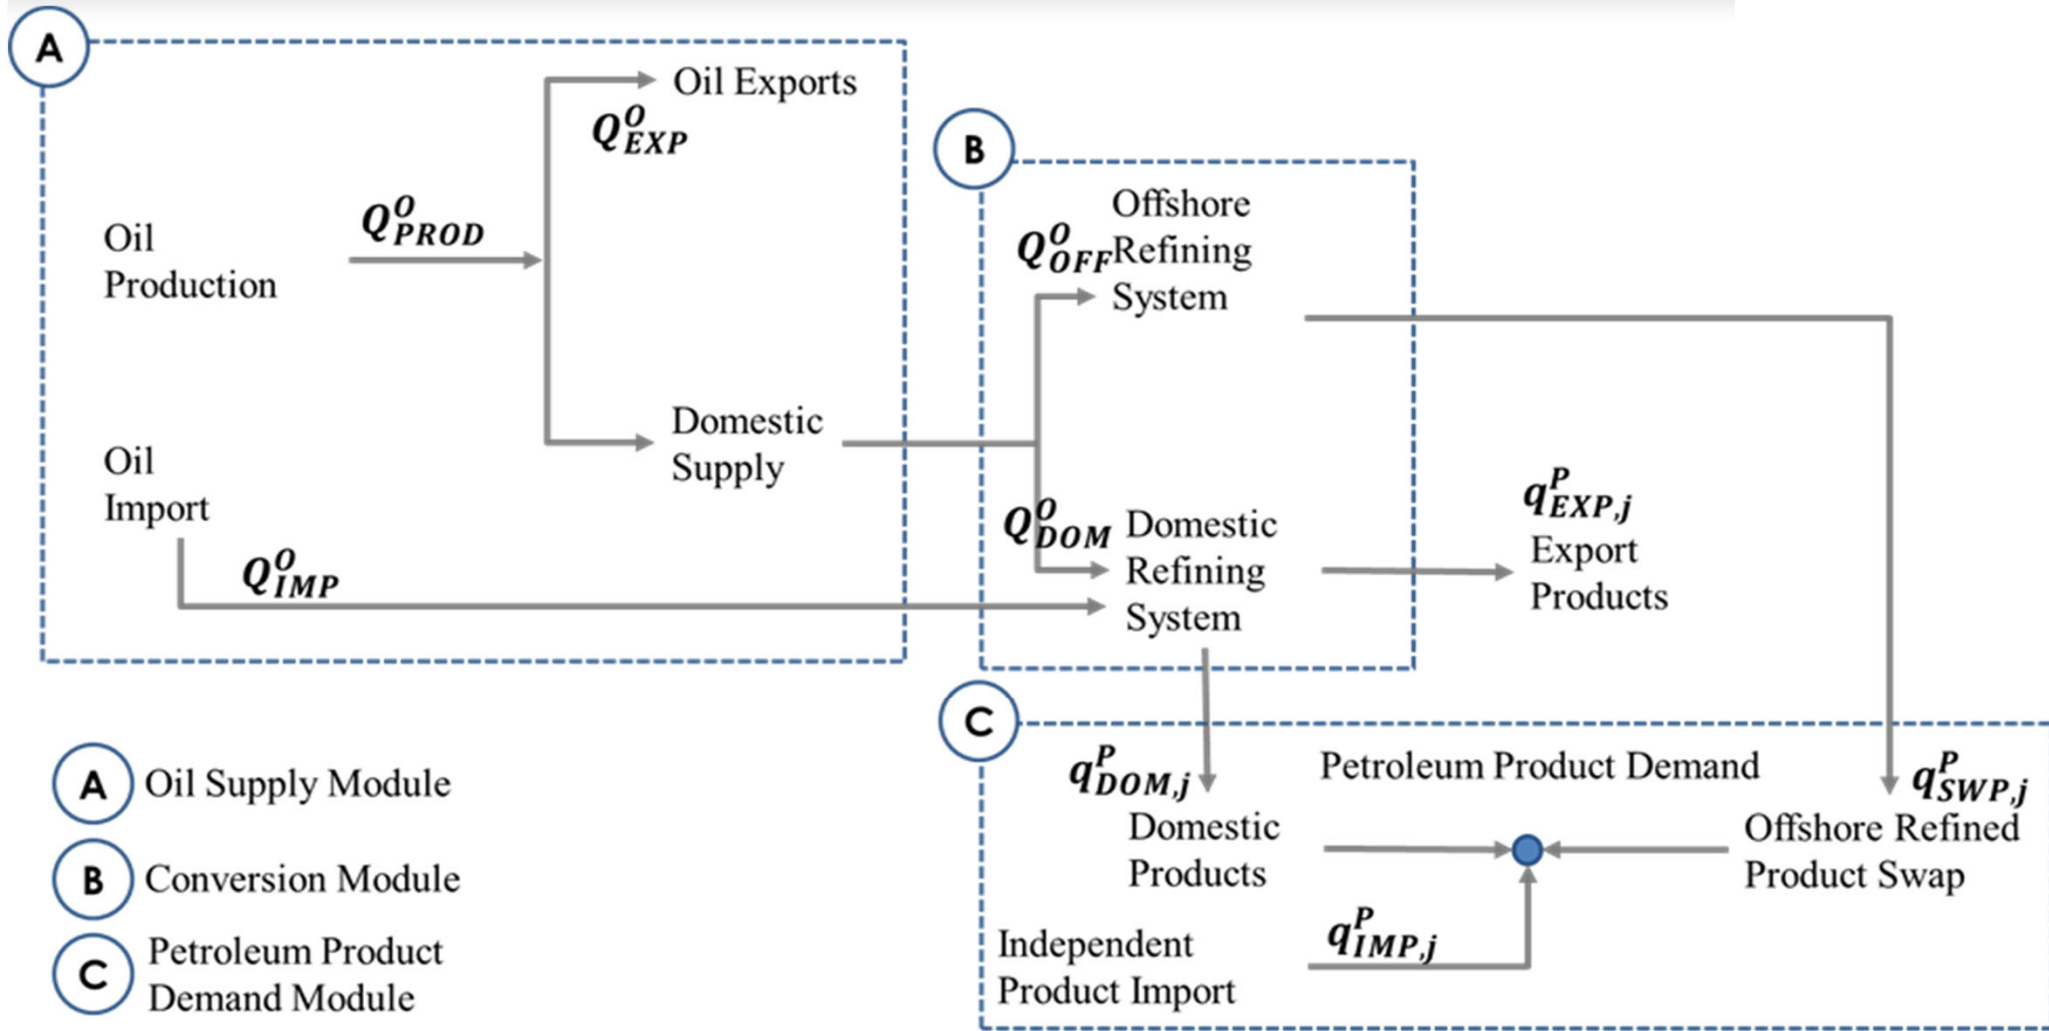 A
Oil Exports
Q^O_EXP
B
Offshore
Q^O_OFF Refining
System
Q^O_PROD
Oil
Production
Domestic
Supply
Oil
Import
Q^O_IMP
Q^O_DOM Domestic
Refining
System
q^P_EXP,j
Export
Products
C
q^P_DOM,j
Petroleum Product Demand
q^P_SWP,j
Domestic
Products
Offshore Refined
Product Swap
Independent
Product Import
q^P_IMP,j
A Oil Supply Module
B Conversion Module
C Petroleum Product
Demand Module